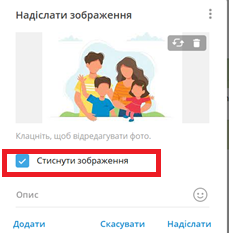 Надіслати зображення
Клацніть, щоб відредагувати фото.
Стиснути зображення
Опис
Додати Скасувати Надіслати